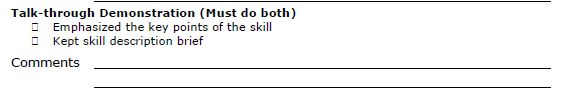 Talk-through Demonstration (Must do both)
☐ Emphasized the key points of the skill
☐ Kept skill description brief
Comments